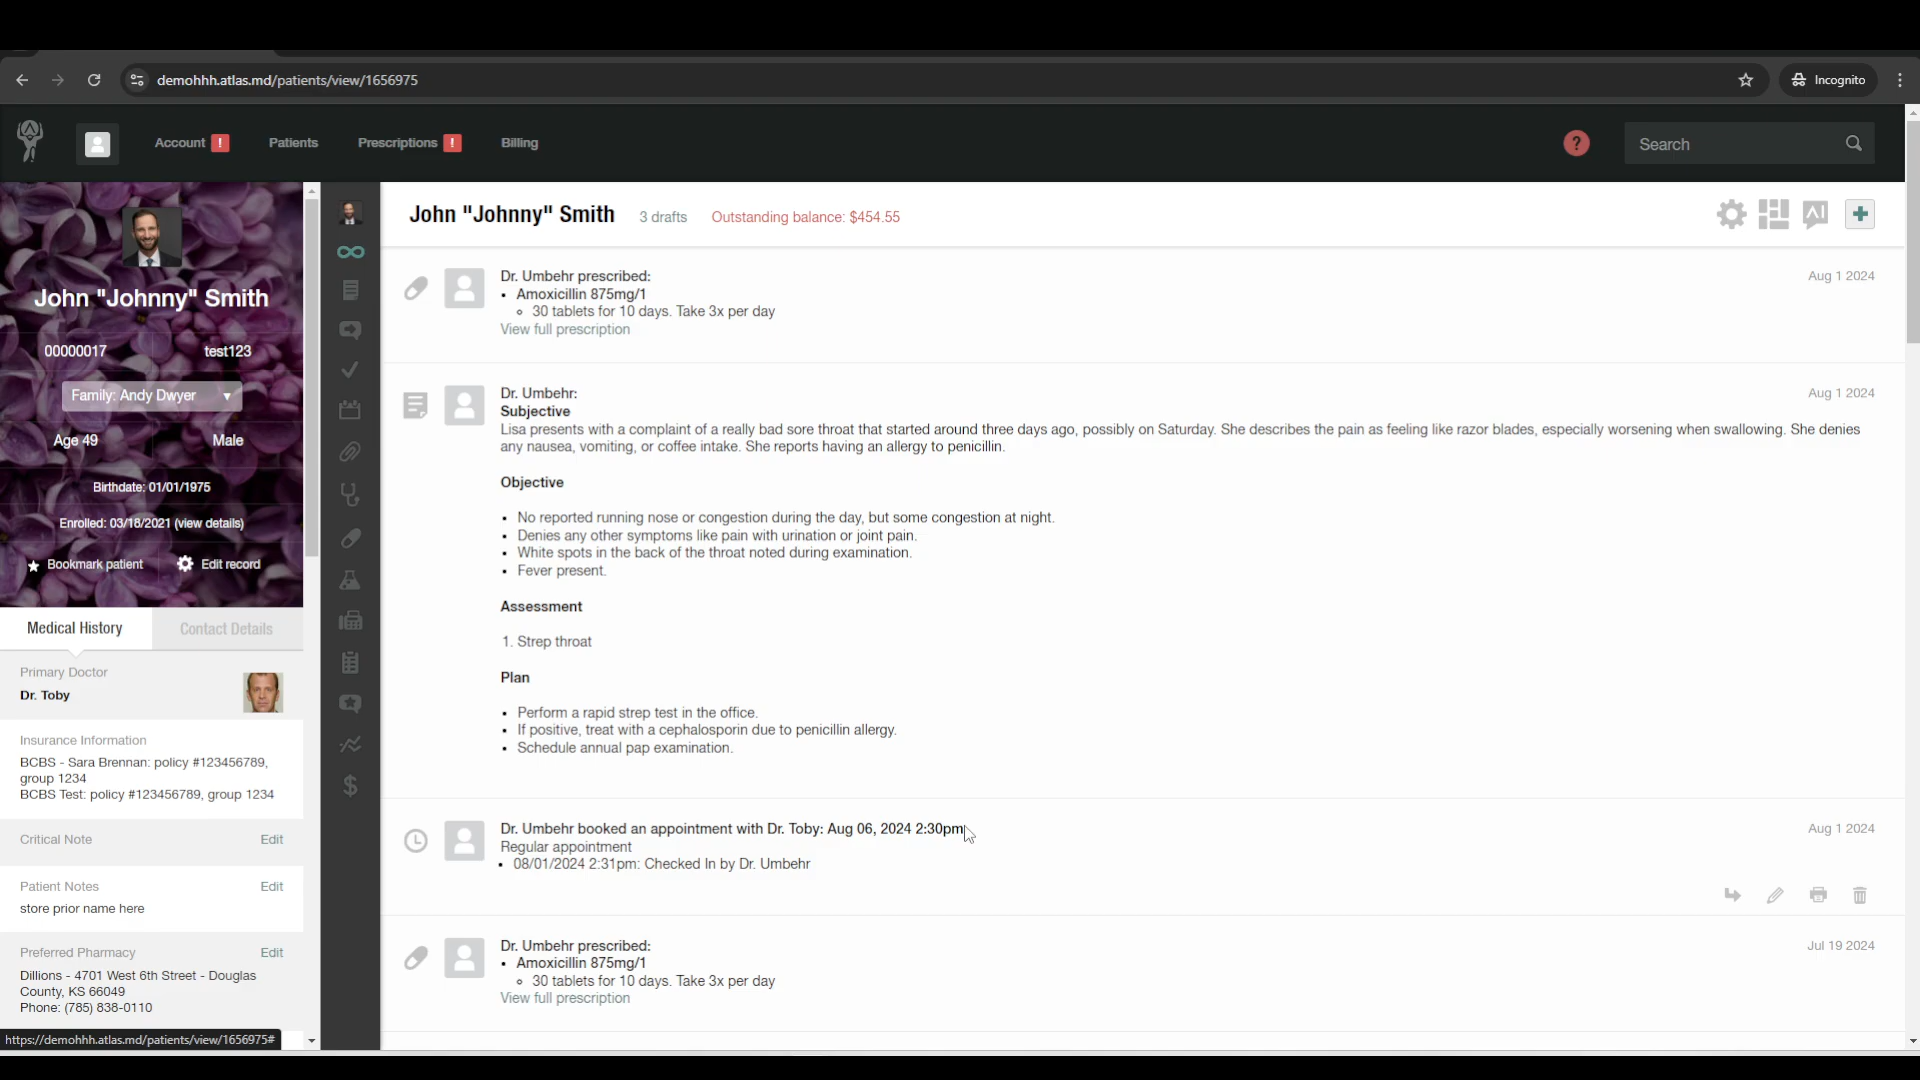 demohhh.atlas.md/patients/view/1656975
Incognito
Account !
Patients
Prescriptions !
Billing
?
Search
John "Johnny" Smith
00000017 test123
Family: Andy Dwyer ▼
Age 49 Male
Birthdate: 01/01/1975
Enrolled: 03/18/2021 (view details)
Bookmark patient Edit record
Medical History Contact Details
Primary Doctor
Dr. Toby
Insurance Information
BCBS - Sara Brennan: policy #123456789,
group 1234
BCBS Test: policy #123456789, group 1234
Critical Note Edit
Patient Notes Edit
store prior name here
Preferred Pharmacy Edit
Dillions - 4701 West 6th Street - Douglas
County, KS 66049
Phone: (785) 838-0110
https://demohhh.atlas.md/patients/view/1656975#
John "Johnny" Smith 3 drafts Outstanding balance: $454.55
AI
Dr. Umbehr prescribed: Aug 1 2024
• Amoxicillin 875mg/1
30 tablets for 10 days. Take 3x per day
View full prescription
Dr. Umbehr: Aug 1 2024
Subjective
Lisa presents with a complaint of a really bad sore throat that started around three days ago, possibly on Saturday. She describes the pain as feeling like razor blades, especially worsening when swallowing. She denies
any nausea, vomiting, or coffee intake. She reports having an allergy to penicillin.
Objective
• No reported running nose or congestion during the day, but some congestion at night.
• Denies any other symptoms like pain with urination or joint pain.
• White spots in the back of the throat noted during examination.
• Fever present.
Assessment
1. Strep throat
Plan
• Perform a rapid strep test in the office.
• If positive, treat with a cephalosporin due to penicillin allergy.
• Schedule annual pap examination.
Dr. Umbehr booked an appointment with Dr. Toby: Aug 06, 2024 2:30pm Aug 1 2024
Regular appointment
• 08/01/2024 2:31pm: Checked In by Dr. Umbehr
Dr. Umbehr prescribed: Jul 19 2024
• Amoxicillin 875mg/1
30 tablets for 10 days. Take 3x per day
View full prescription